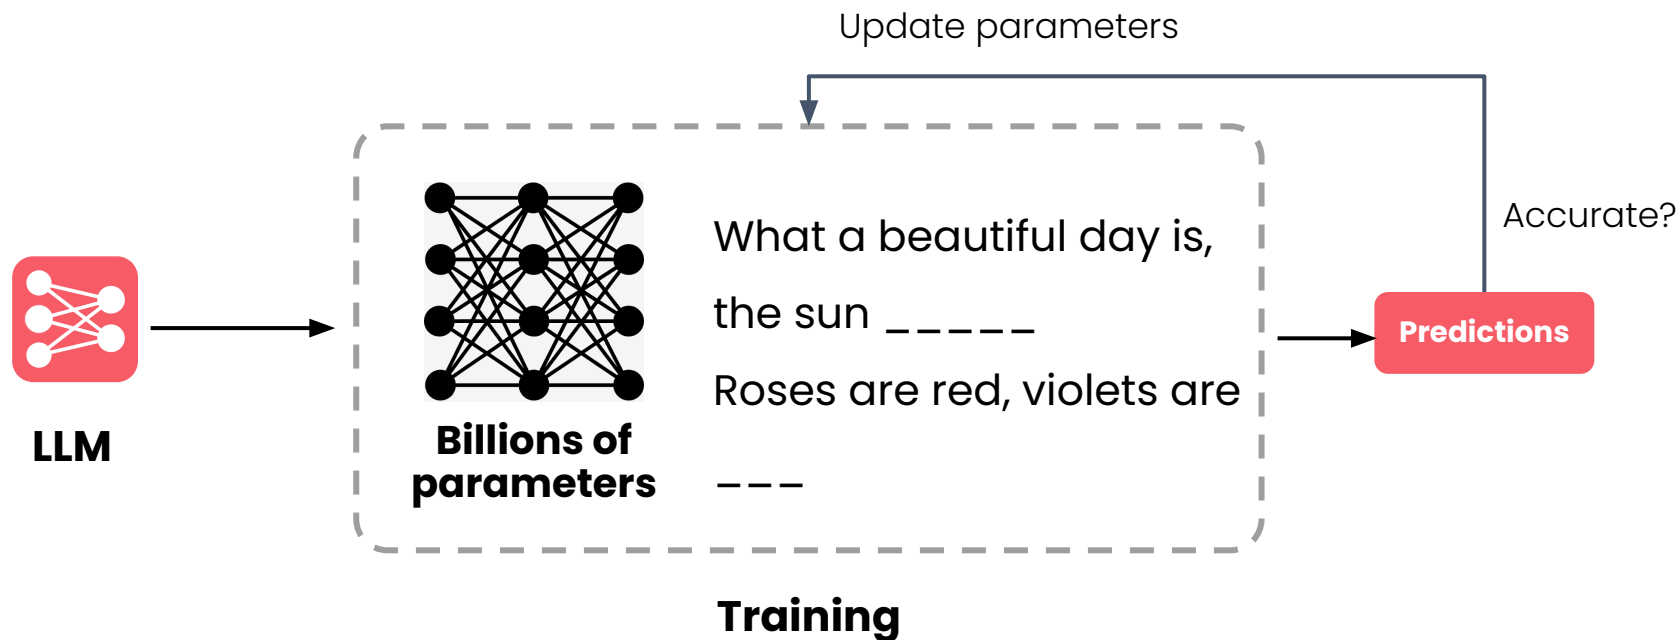 Update parameters
Accurate?
What a beautiful day is,
the sun _____
Roses are red, violets are
___
Predictions
LLM
Billions of
parameters
Training